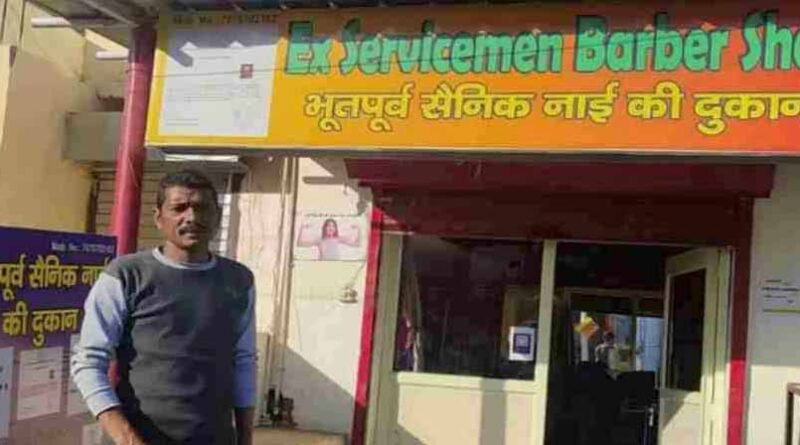 Ex Servicemen Barber Sho
भूतपूर्व सैनिक नाई की दुकान
पूर्व सैनिक नाई
की दुकान